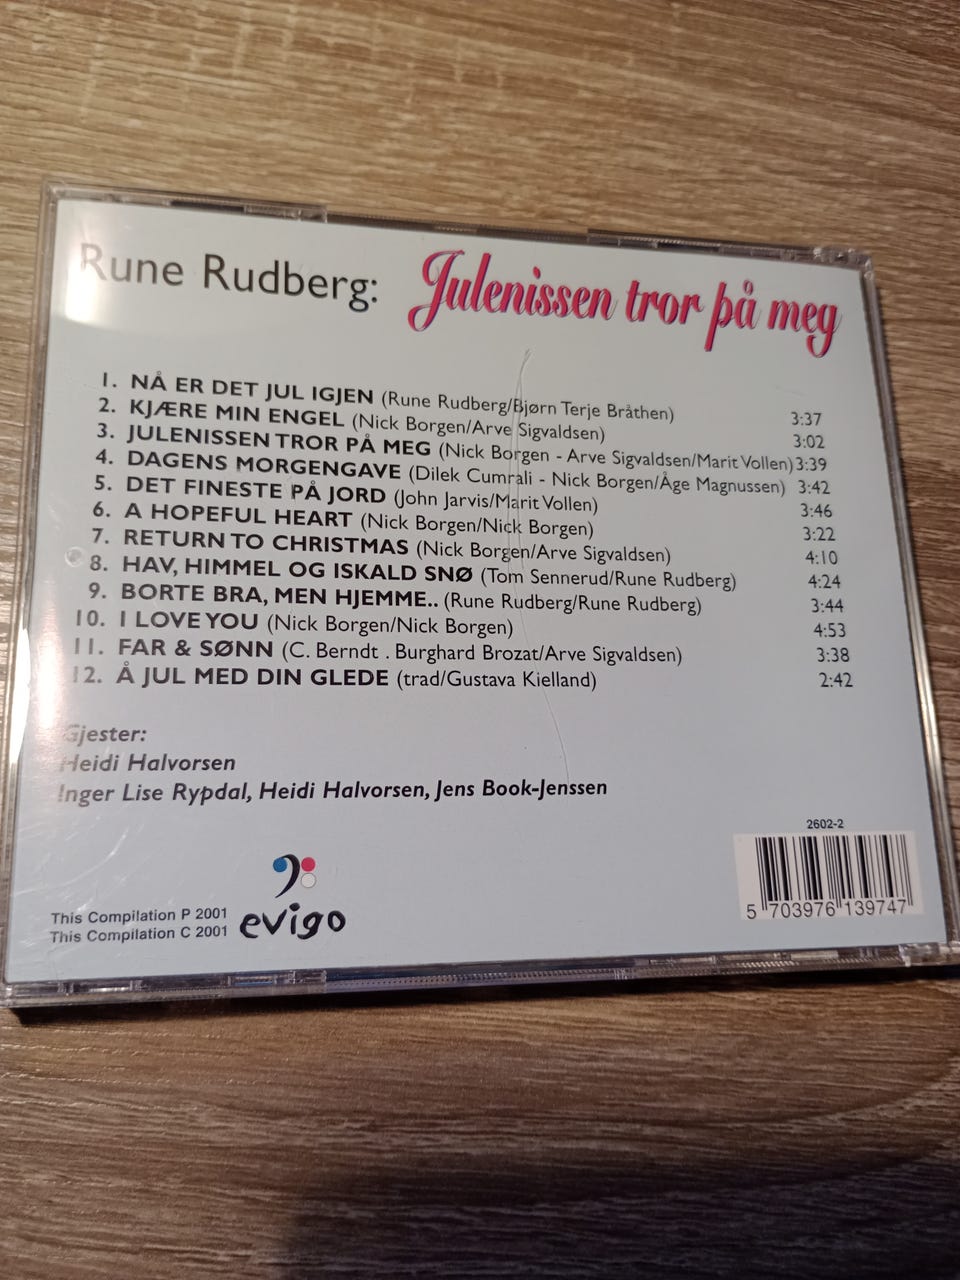 Rune Rudberg: Julenissen tror på meg
1. NÅ ER DET JUL IGJEN (Rune Rudberg/Bjørn Terje Bråthen) 3:37
2. KJÆRE MIN ENGEL (Nick Borgen/Arve Sigvaldsen) 3:02
3. JULENISSEN TROR PÅ MEG (Nick Borgen - Arve Sigvaldsen/Marit Vollen) 3:39
4. DAGENS MORGENGAVE (Dilek Cumrali - Nick Borgen/Åge Magnussen) 3:42
5. DET FINESTE PÅ JORD (John Jarvis/Marit Vollen) 3:46
6. A HOPEFUL HEART (Nick Borgen/Nick Borgen) 3:22
7. RETURN TO CHRISTMAS (Nick Borgen/Arve Sigvaldsen) 4:10
8. HAV, HIMMEL OG ISKALD SNØ (Tom Sennerud/Rune Rudberg) 4:24
9. BORTE BRA, MEN HJEMME.. (Rune Rudberg/Rune Rudberg) 3:44
10. I LOVE YOU (Nick Borgen/Nick Borgen) 4:53
11. FAR & SØNN (C. Berndt . Burghard Brozat/Arve Sigvaldsen) 3:38
12. Å JUL MED DIN GLEDE (trad/Gustava Kielland) 2:42
Gjester:
Heidi Halvorsen
Inger Lise Rypdal, Heidi Halvorsen, Jens Book-Jenssen
2602-2
5 703976 139747
This Compilation P 2001
This Compilation C 2001
evigo